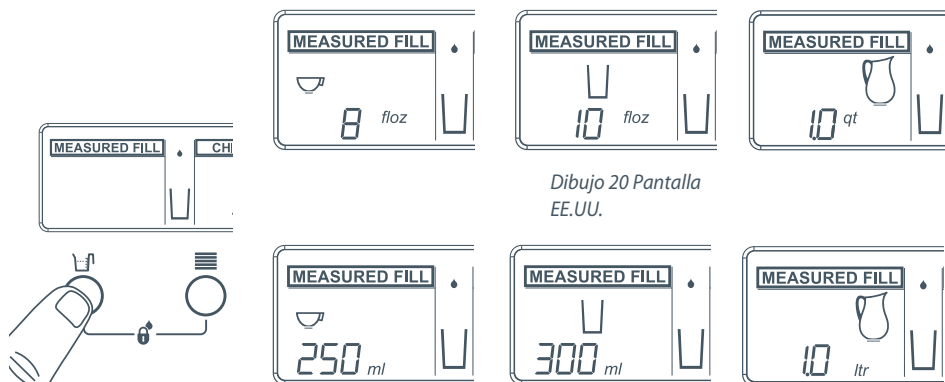 MEASURED FILL
8 floz
MEASURED FILL
10 floz
MEASURED FILL
1.0 qt
MEASURED FILL CH
Dibujo 20 Pantalla
EE.UU.
MEASURED FILL
250 ml
MEASURED FILL
300 ml
MEASURED FILL
1.0 ltr